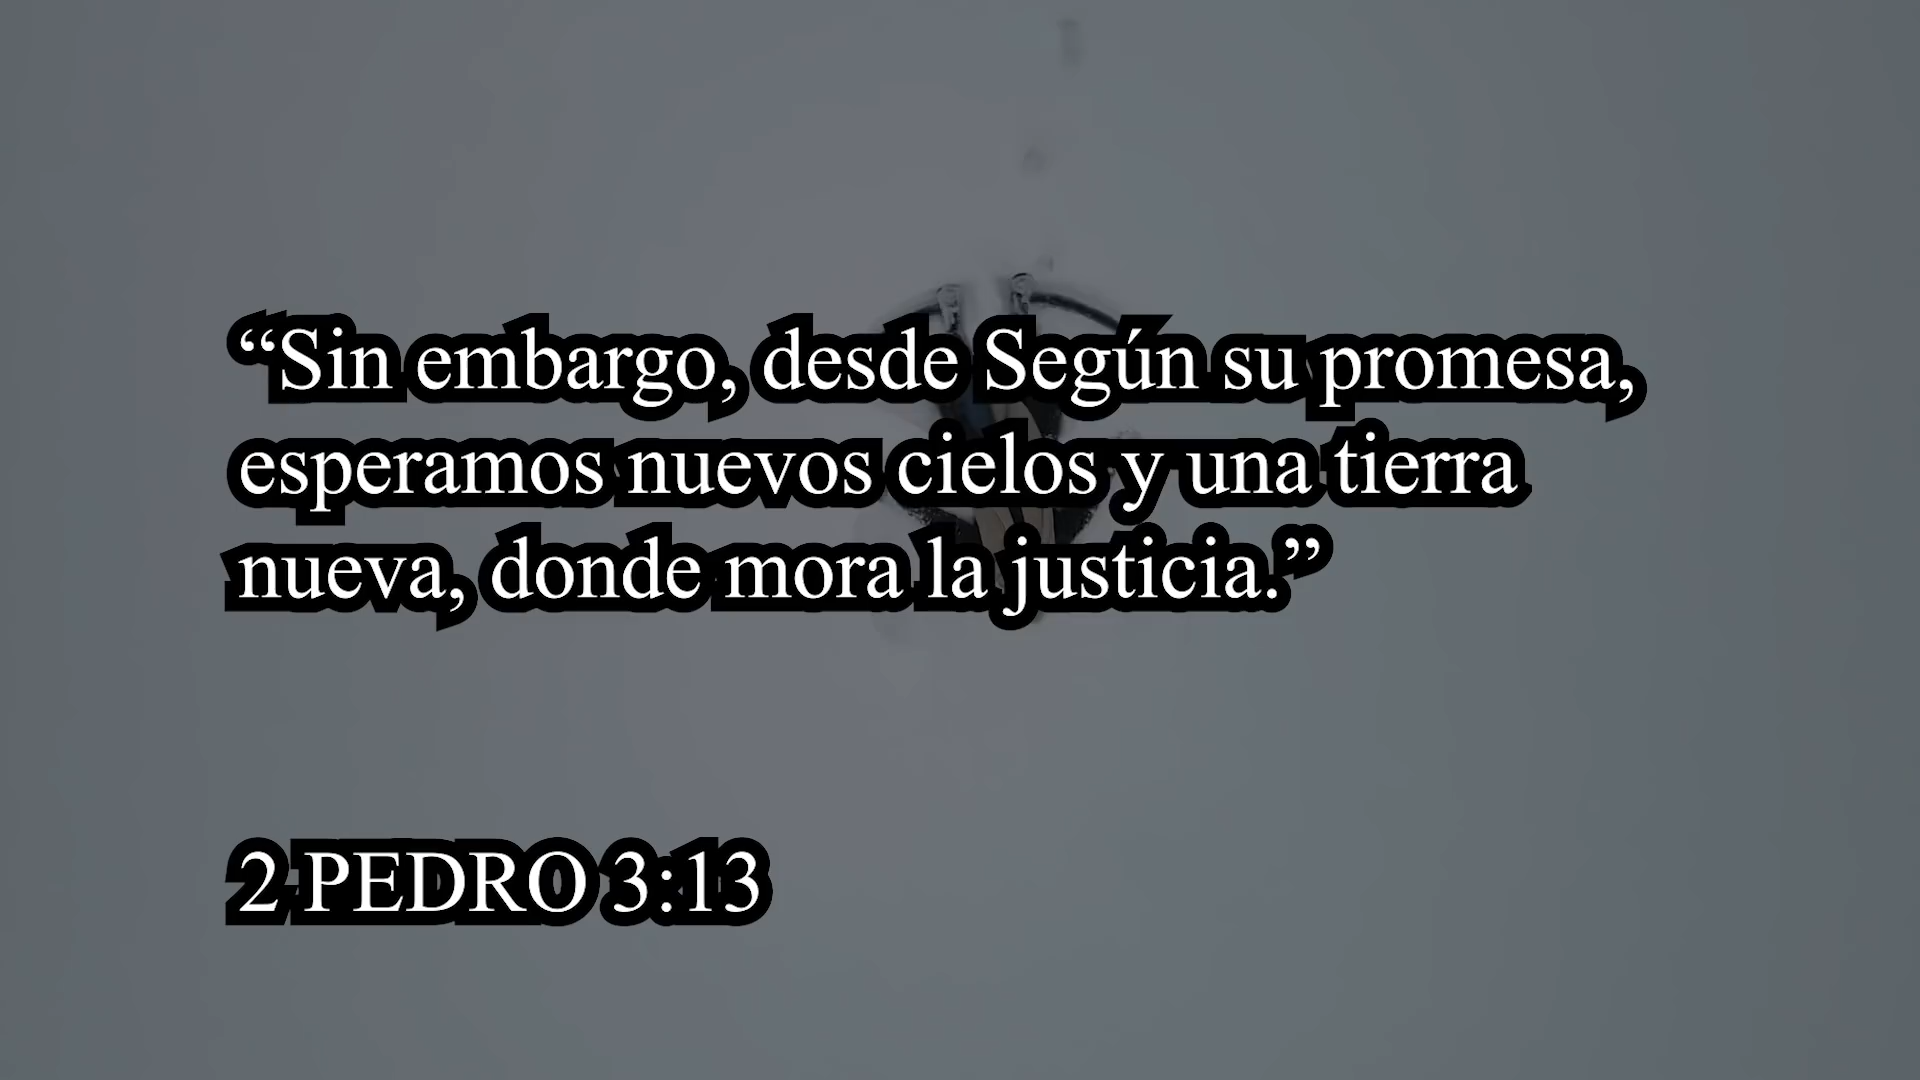 “Sin embargo, desde Según su promesa,
esperamos nuevos cielos y una tierra
nueva, donde mora la justicia.”
2 PEDRO 3:13